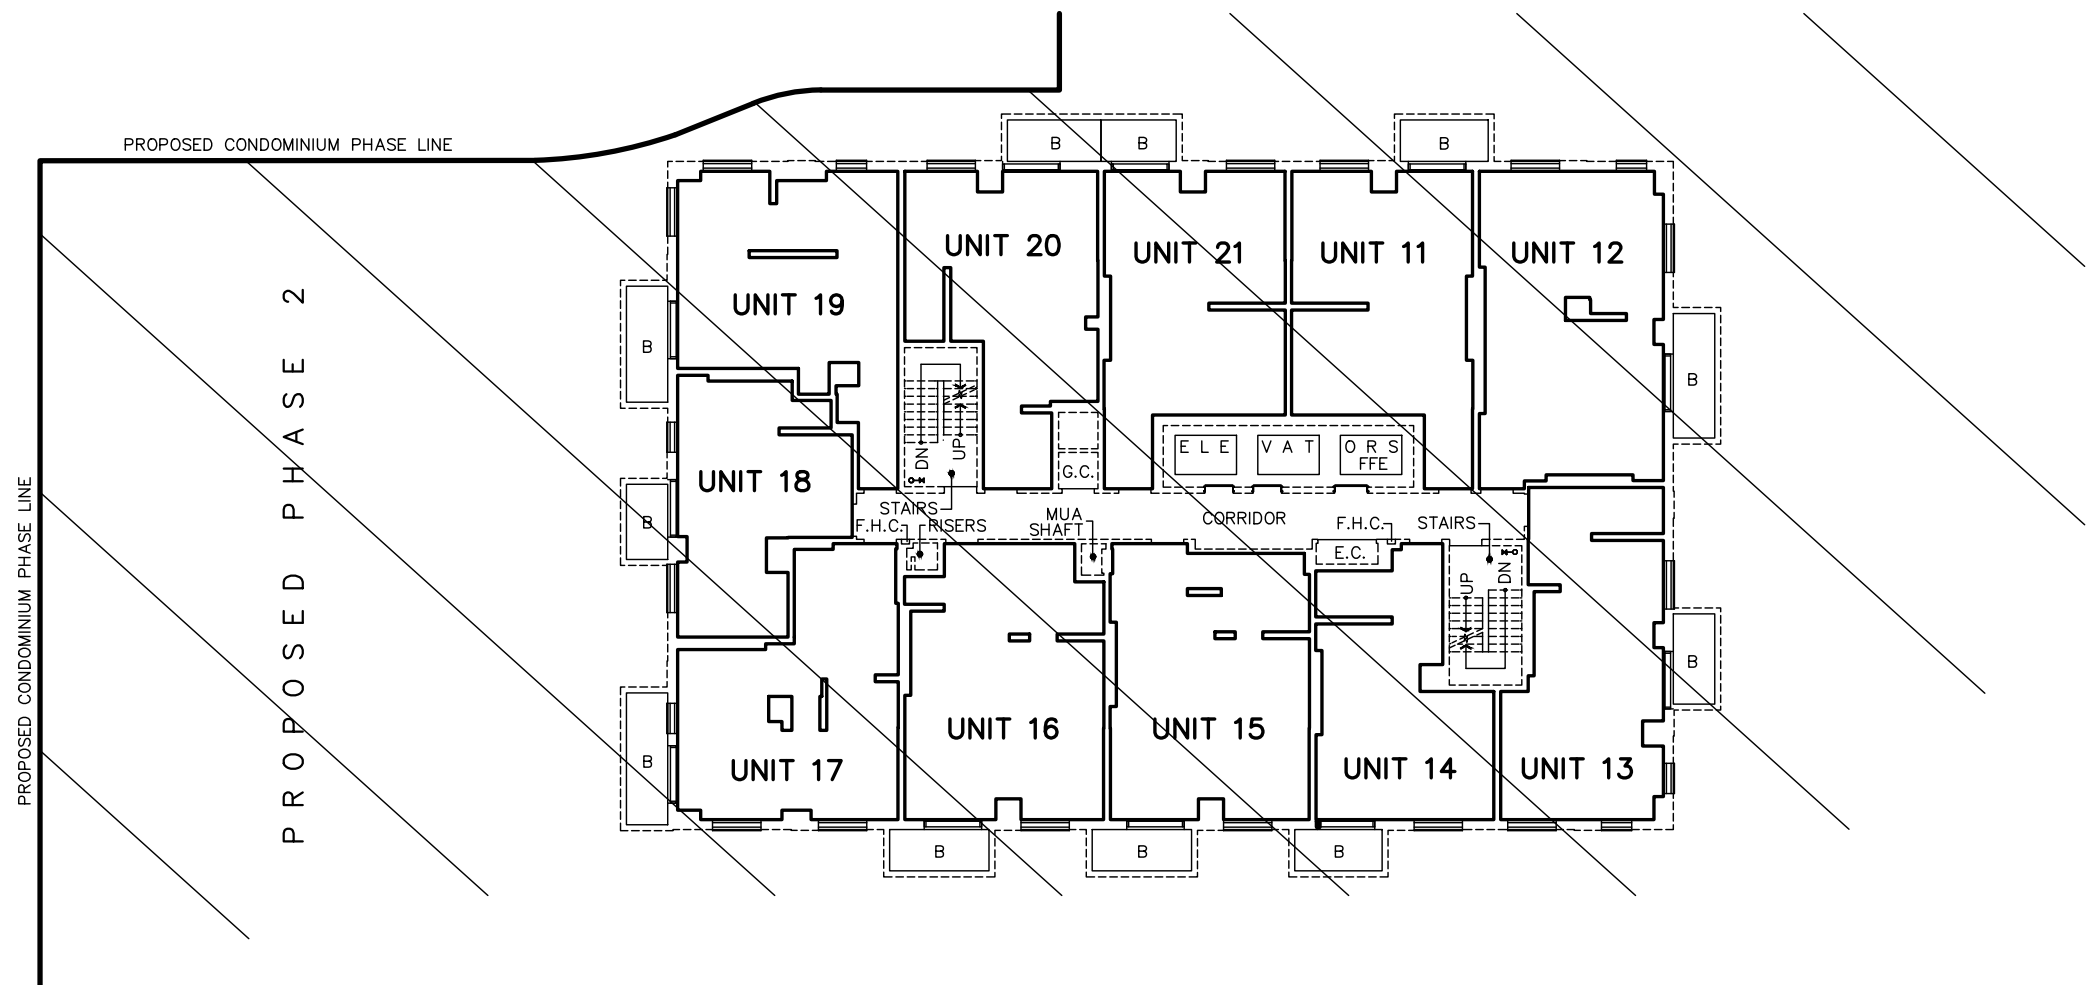 PROPOSED CONDOMINIUM PHASE LINE
B
B
B
UNIT 20
UNIT 21
UNIT 11
UNIT 12
UNIT 19
B
B
PROPOSED PHASE 2
PROPOSED CONDOMINIUM PHASE LINE
ELE
VAT
ORS
FFE
DN
UP
G.C.
UNIT 18
B
STAIRS
F.H.C.
RISERS
MUA
SHAFT
CORRIDOR
F.H.C.
STAIRS
E.C.
UP
DN
B
UNIT 16
UNIT 15
UNIT 17
UNIT 14
UNIT 13
B
B
B
B